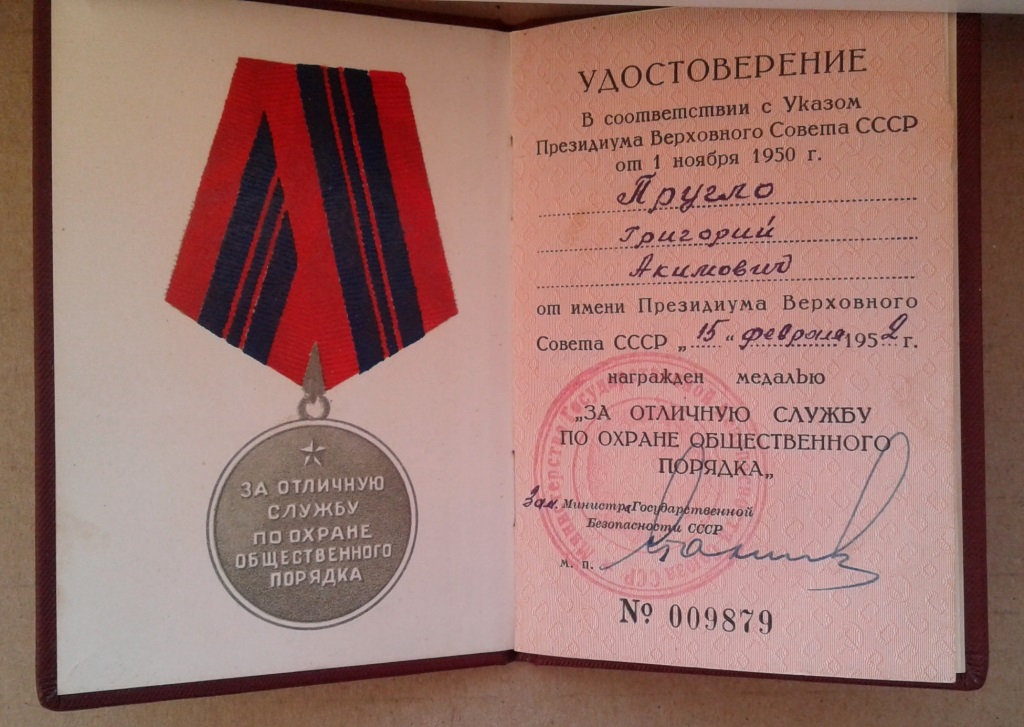 ЗА ОТЛИЧНУЮ
СЛУЖБУ
ПО ОХРАНЕ
ОБЩЕСТВЕННОГО
ПОРЯДКА
УДОСТОВЕРЕНИЕ
В соответствии с Указом
Президиума Верховного Совета СССР
от 1 ноября 1950 г.
Пругло
Григорий
Акимович
от имени Президиума Верховного
Совета СССР „15“ февраля 1952 г.
награжден медалью
„ЗА ОТЛИЧНУЮ СЛУЖБУ
ПО ОХРАНЕ ОБЩЕСТВЕННОГО
ПОРЯДКА„
Зам. Министр Государственной
Безопасности СССР
м. п.
№ 009879